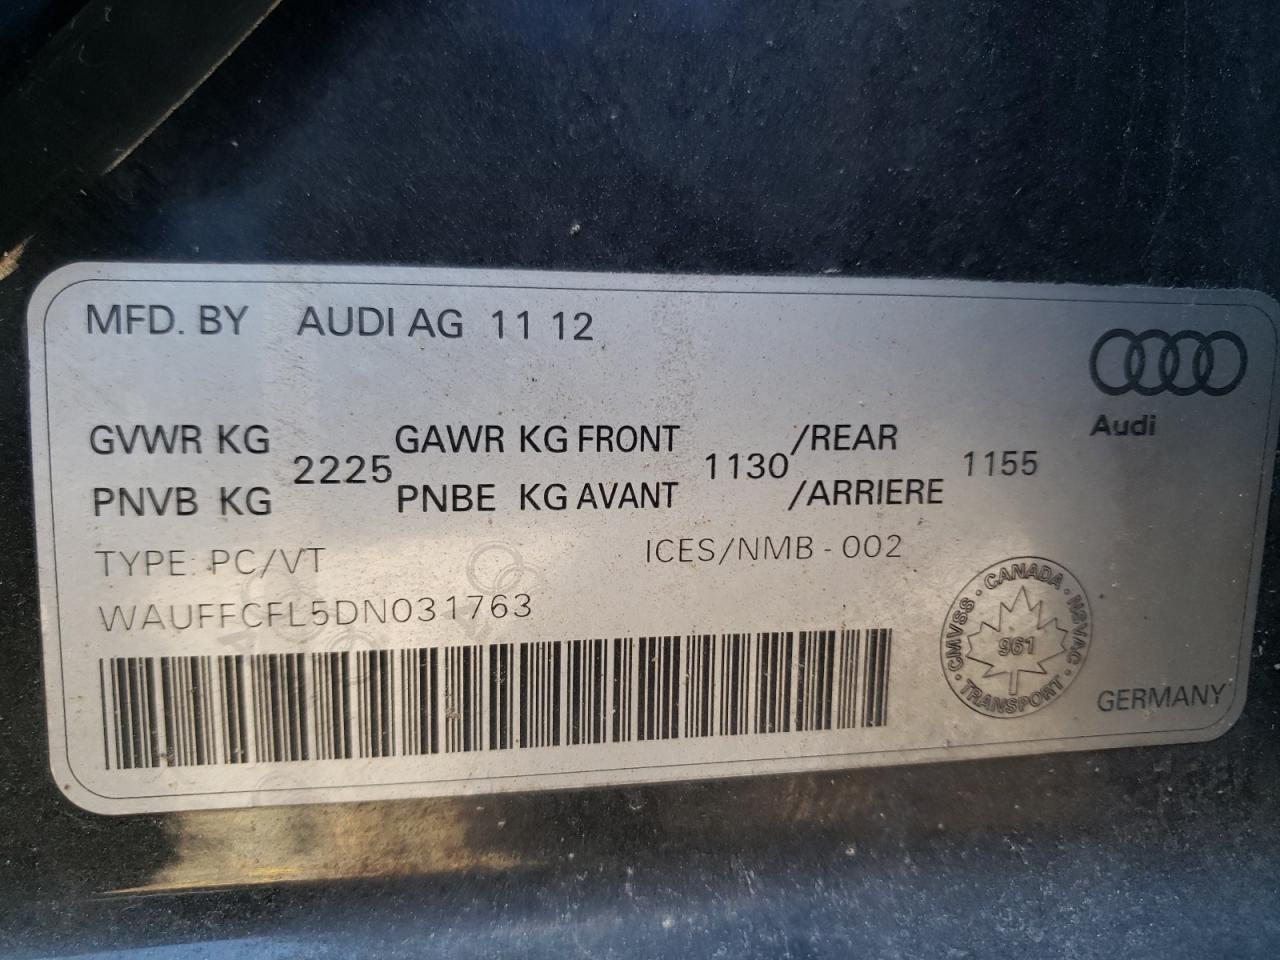 MFD. BY AUDI AG 11 12
Audi
GVWR KG 2225 GAWR KG FRONT 1130 /REAR 1155
PNVB KG PNBE KG AVANT /ARRIERE
TYPE: PC/VT ICES/NMB - 002
WAUFFCFL5DN031763
· CANADA · NSVAC · TRANSPORT · CMVSS
961
GERMANY